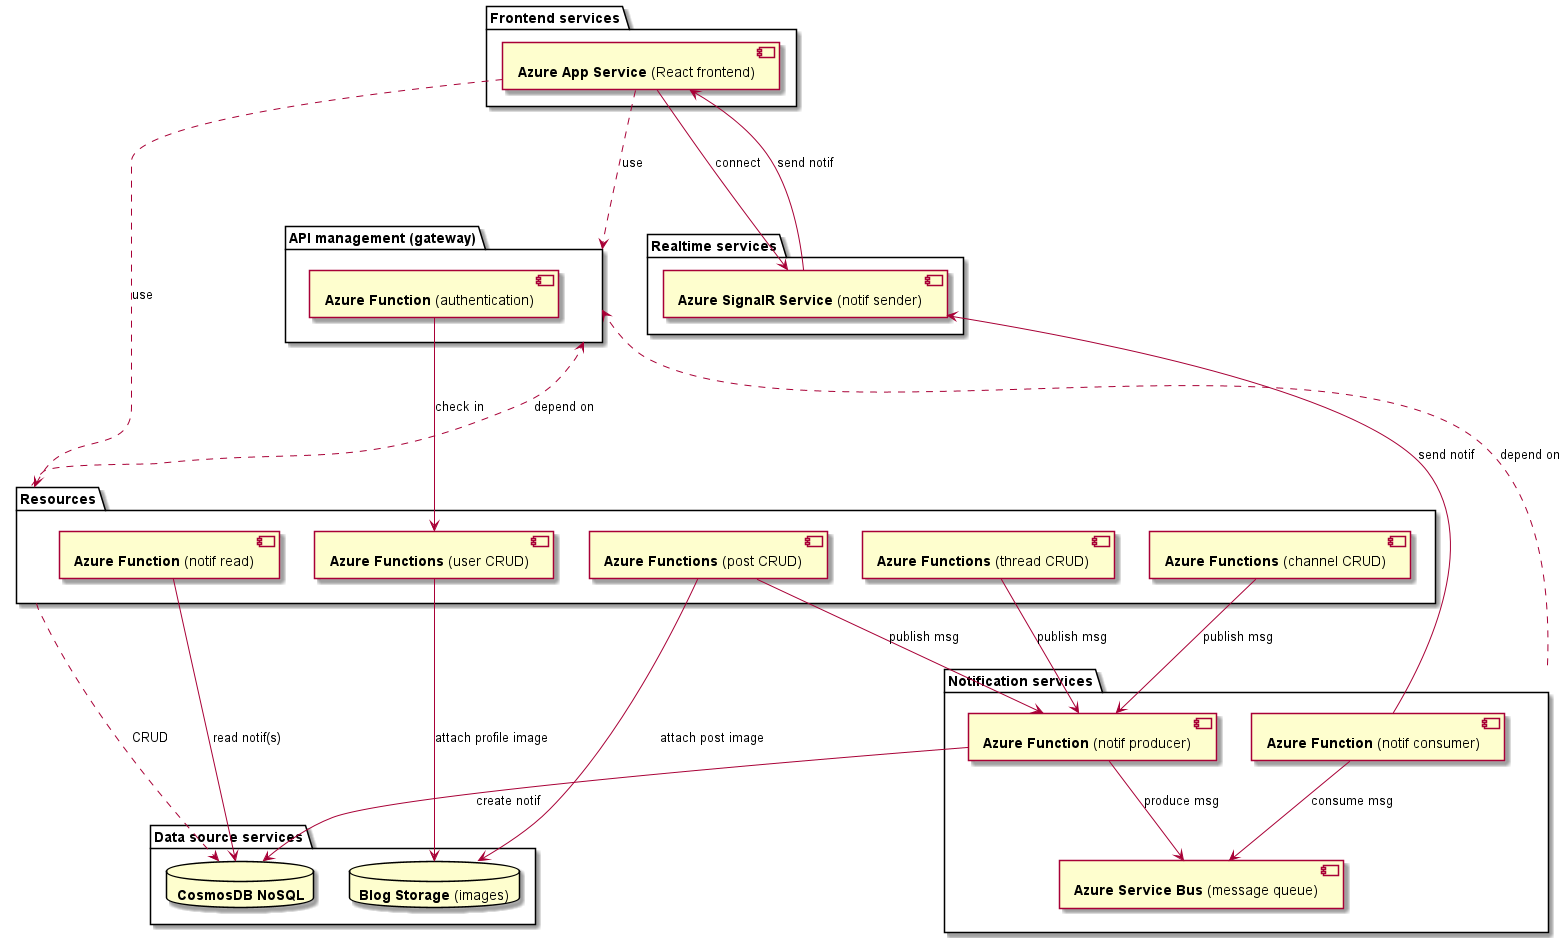 Frontend services
Azure App Service (React frontend)
use
connect
send notif
API management (gateway)
Realtime services
Azure Function (authentication)
Azure SignalR Service (notif sender)
use
check in
depend on
send notif
depend on
Resources
Azure Function (notif read)
Azure Functions (user CRUD)
Azure Functions (post CRUD)
Azure Functions (thread CRUD)
Azure Functions (channel CRUD)
publish msg
publish msg
publish msg
Notification services
CRUD
read notif(s)
attach profile image
attach post image
Azure Function (notif producer)
Azure Function (notif consumer)
create notif
produce msg
consume msg
Data source services
CosmosDB NoSQL
Blog Storage (images)
Azure Service Bus (message queue)